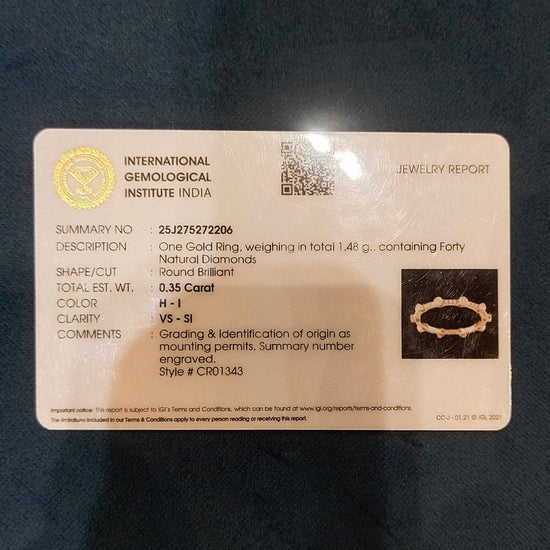 INTERNATIONAL
GEMOLOGICAL
INSTITUTE INDIA
JEWELRY REPORT
SUMMARY NO : 25J275272206
DESCRIPTION : One Gold Ring, weighing in total 1.48 g., containing Forty
Natural Diamonds
SHAPE/CUT : Round Brilliant
TOTAL EST. WT. : 0.35 Carat
COLOR : H - I
CLARITY : VS - SI
COMMENTS : Grading & Identification of origin as
mounting permits. Summary number
engraved.
Style # CR01343
Important notice: This report is subject to IGI's Terms and Conditions, which can be found at www.igi.org/reports/terms-and-conditions.
The limitations included in our Terms & Conditions apply to every person reading or receiving this report.
CCJ - 01.21 © IGI, 2021